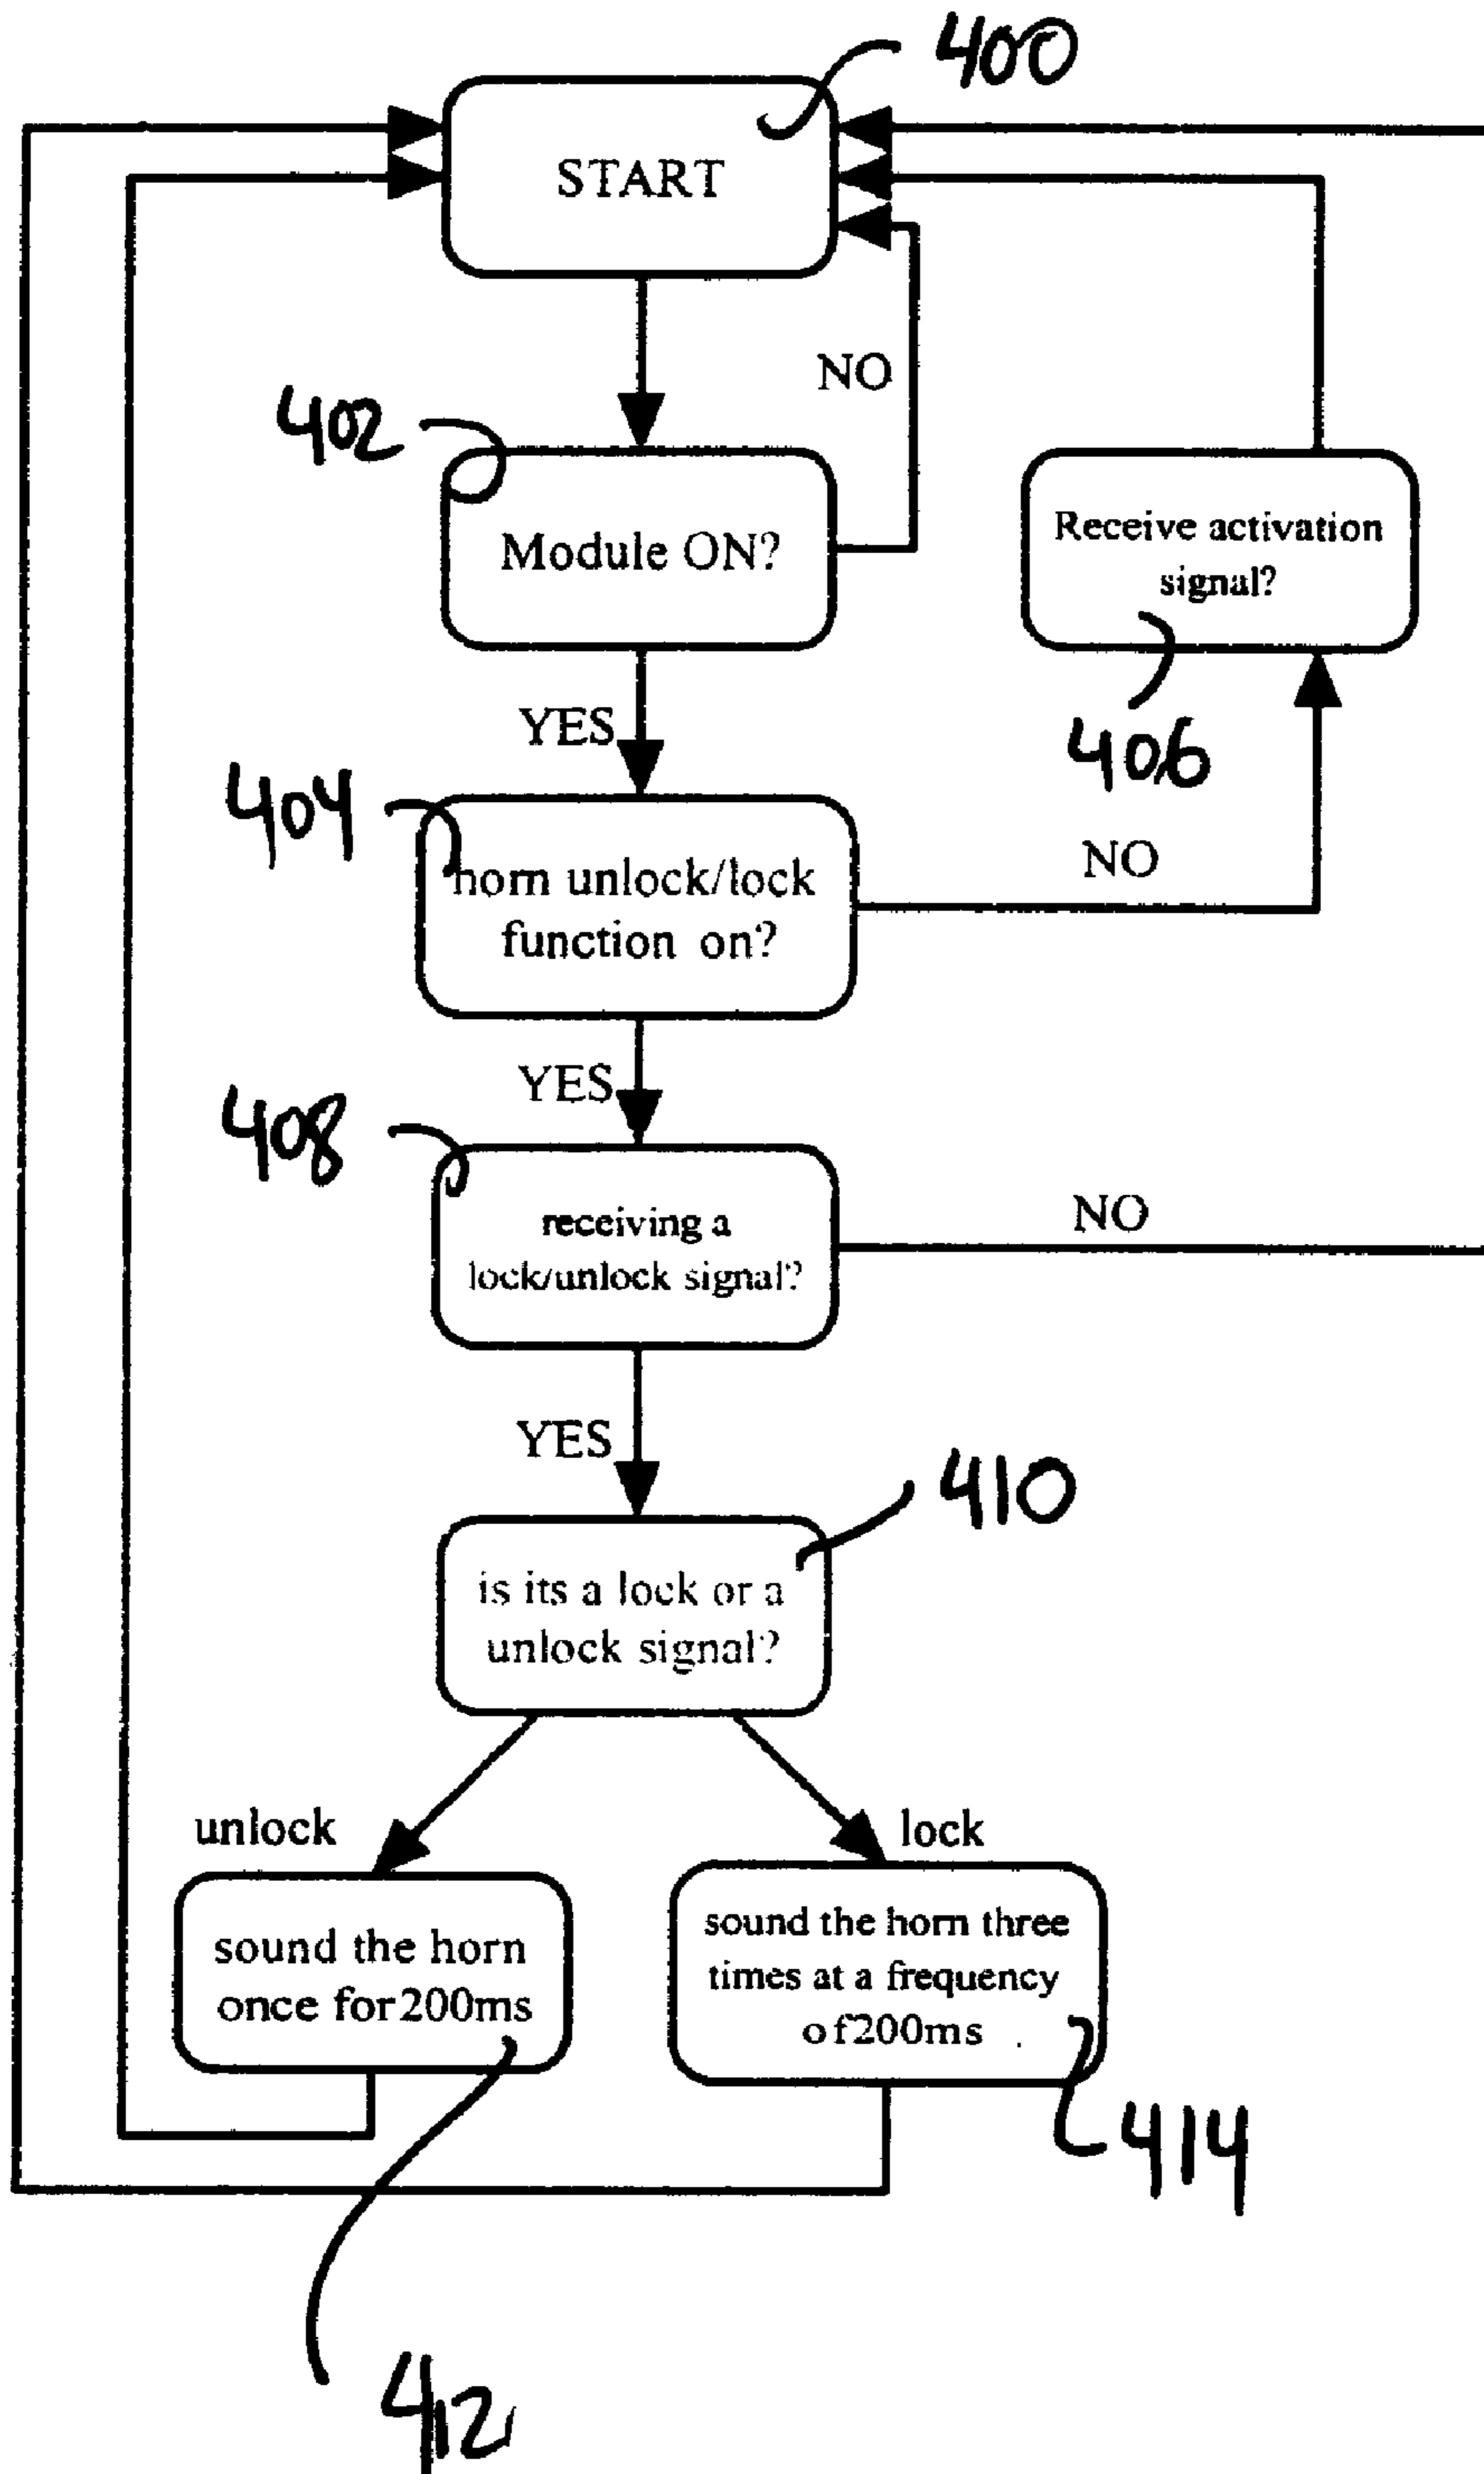 400
START
NO
402
Module ON?
Receive activation
signal?
YES
406
404
horn unlock/lock
function on?
NO
YES
408
receiving a
lock/unlock signal?
NO
YES
410
is its a lock or a
unlock signal?
unlock
lock
sound the horn
once for 200ms
sound the horn three
times at a frequency
of 200ms
414
412